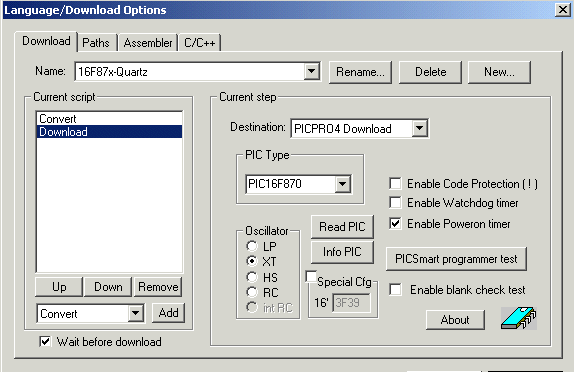 Language/Download Options
Download Paths Assembler C/C++
Name: 16F87x-Quartz Rename... Delete New...
Current script
Convert
Download
Up Down Remove
Convert Add
Wait before download
Current step
Destination: PICPRO4 Download
PIC Type
PIC16F870
Enable Code Protection ( ! )
Enable Watchdog timer
Enable Poweron timer
Oscillator
LP
XT
HS
RC
int RC
Read PIC
Info PIC
Special Cfg
16' 3F39
PICSmart programmer test
Enable blank check test
About